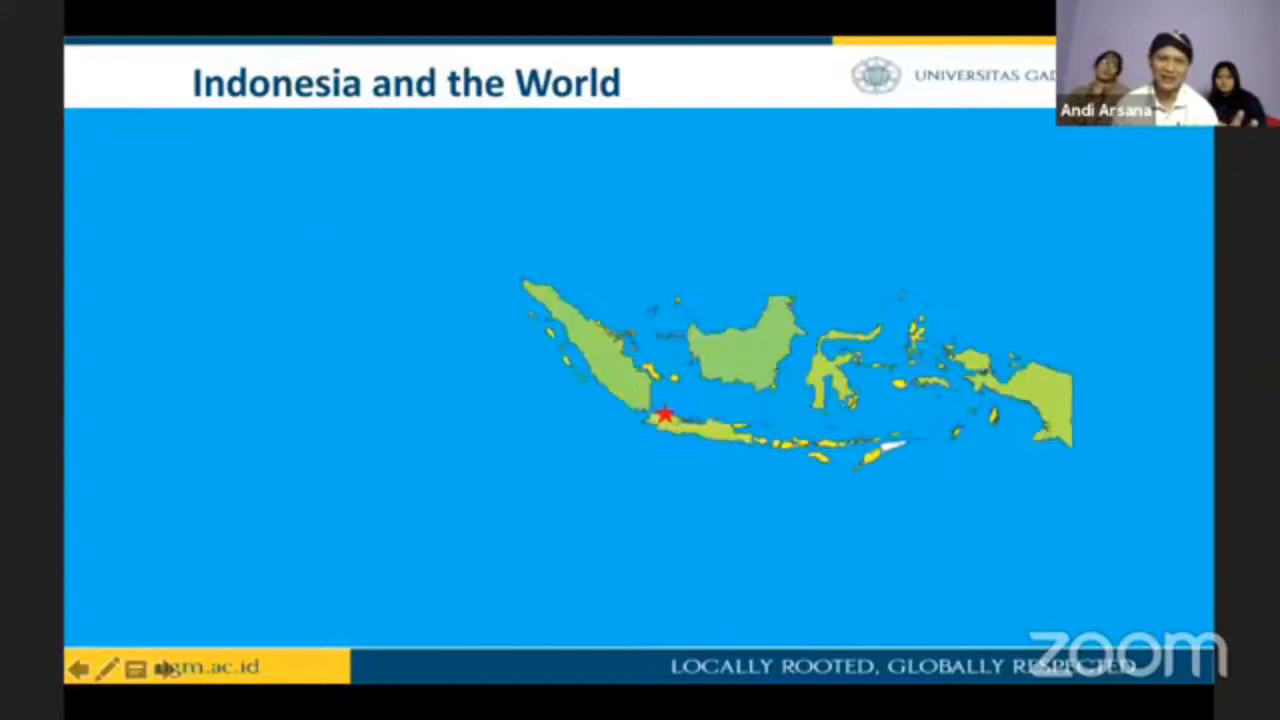 Indonesia and the World
UNIVERSITAS GAD
Andi Arsana
ugm.ac.id
LOCALLY ROOTED, GLOBALLY RESPECTED
zoom